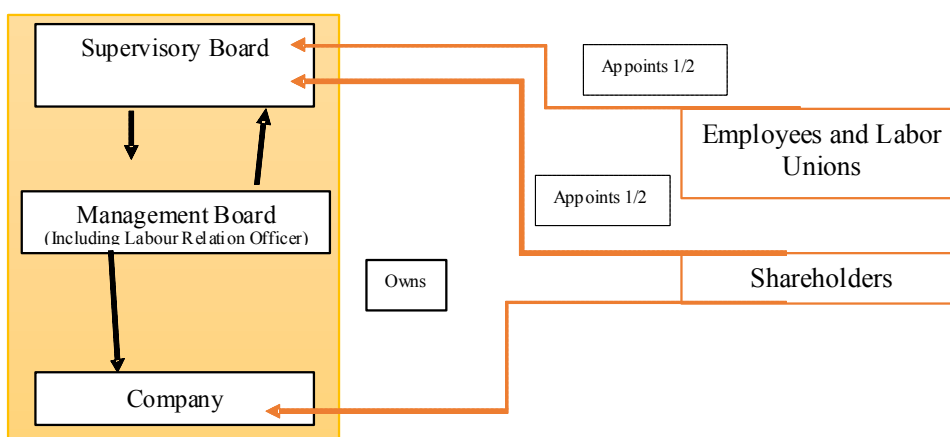 Supervisory Board
Appoints 1/2
Employees and Labor
Unions
Appoints 1/2
Management Board
(Including Labour Relation Officer)
Owns
Shareholders
Company